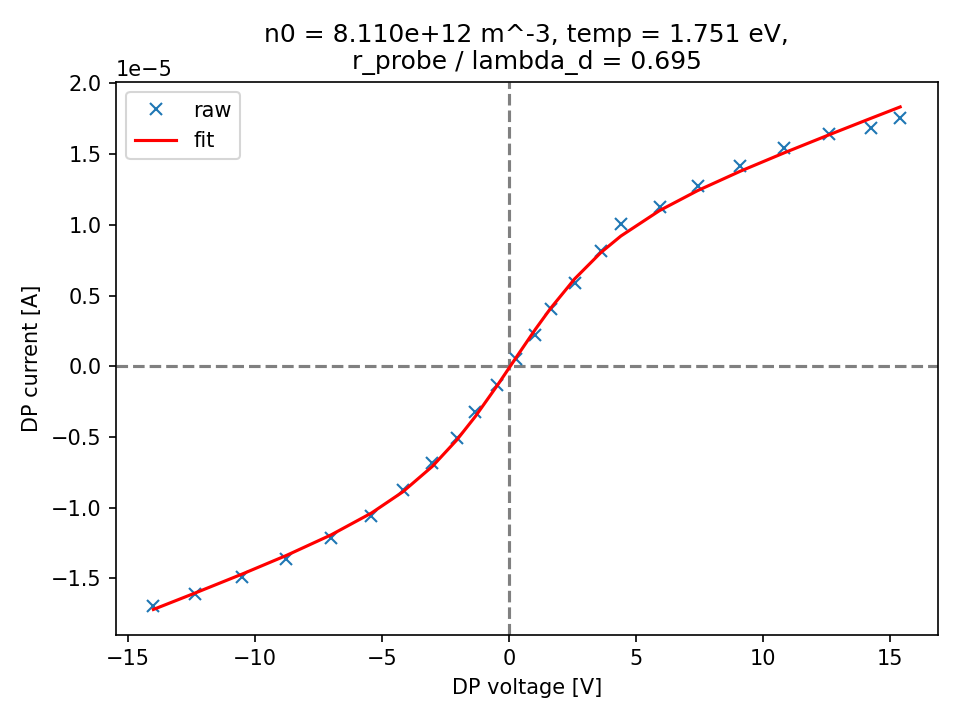 n0 = 8.110e+12 m^-3, temp = 1.751 eV,
r_probe / lambda_d = 0.695
1e−5
raw
fit
2.0
1.5
1.0
0.5
0.0
−0.5
−1.0
−1.5
DP current [A]
−15
−10
−5
0
5
10
15
DP voltage [V]